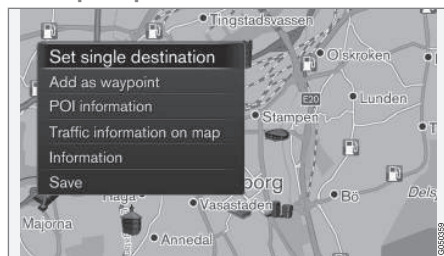 Tingstadsvassen
Set single destination
Olskroken
Add as waypoint
E20
Lunden
POI information
Stampen
Traffic information on map
Information
Save
borg
Bö
Dels
Haga
Vasastaden
Majorna
Annedal
G050359